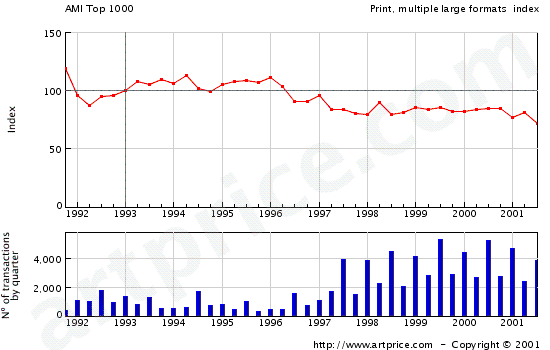 AMI Top 1000
Print, multiple large formats index
150
100
50
0
Index
1992 1993 1994 1995 1996 1997 1998 1999 2000 2001
N° of transactions
by quarter
4,000
2,000
0
1992 1993 1994 1995 1996 1997 1998 1999 2000 2001
artprice.com
http://www.artprice.com - Copyright © 2001